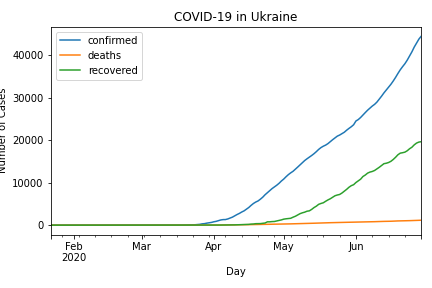 COVID-19 in Ukraine
confirmed
deaths
recovered
40000
30000
20000
10000
0
Number of Cases
Feb
2020
Mar
Apr
May
Jun
Day